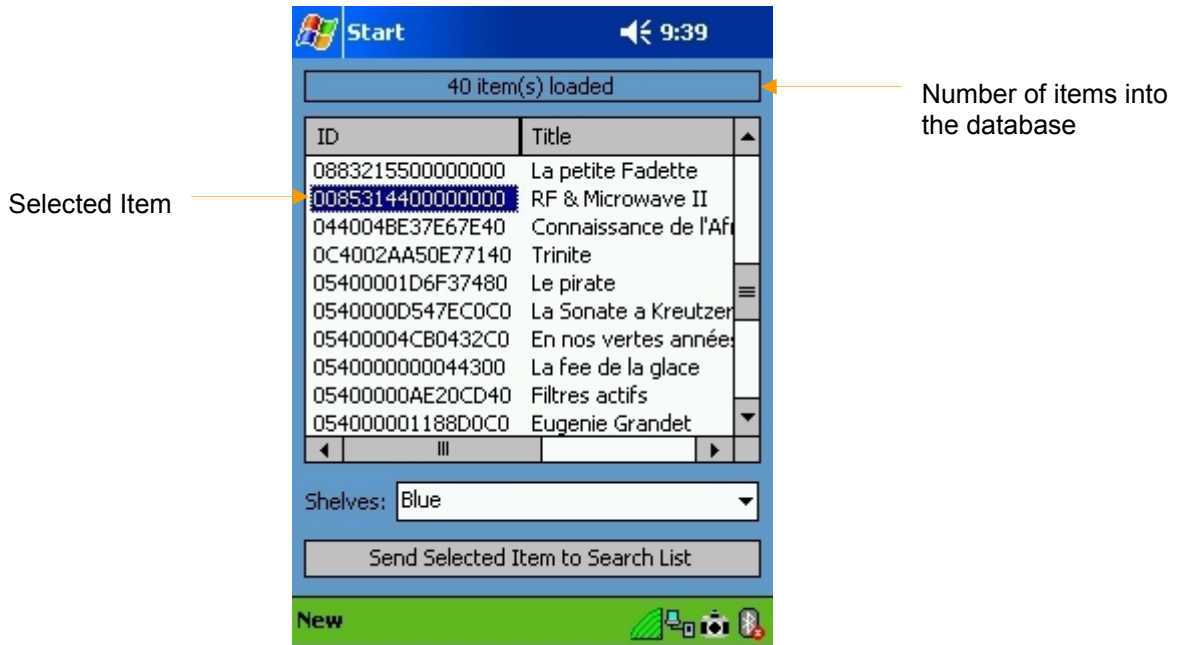 Start 9:39
40 item(s) loaded
Number of items into
the database
ID Title
0883215500000000 La petite Fadette
Selected Item
0085314400000000 RF & Microwave II
044004BE37E67E40 Connaissance de l'Afr
0C4002AA50E77140 Trinite
05400001D6F37480 Le pirate
0540000D547EC0C0 La Sonate a Kreutzer
05400004CB0432C0 En nos vertes années
0540000000044300 La fee de la glace
05400000AE20CD40 Filtres actifs
054000001188D0C0 Eugenie Grandet
Shelves: Blue
Send Selected Item to Search List
New